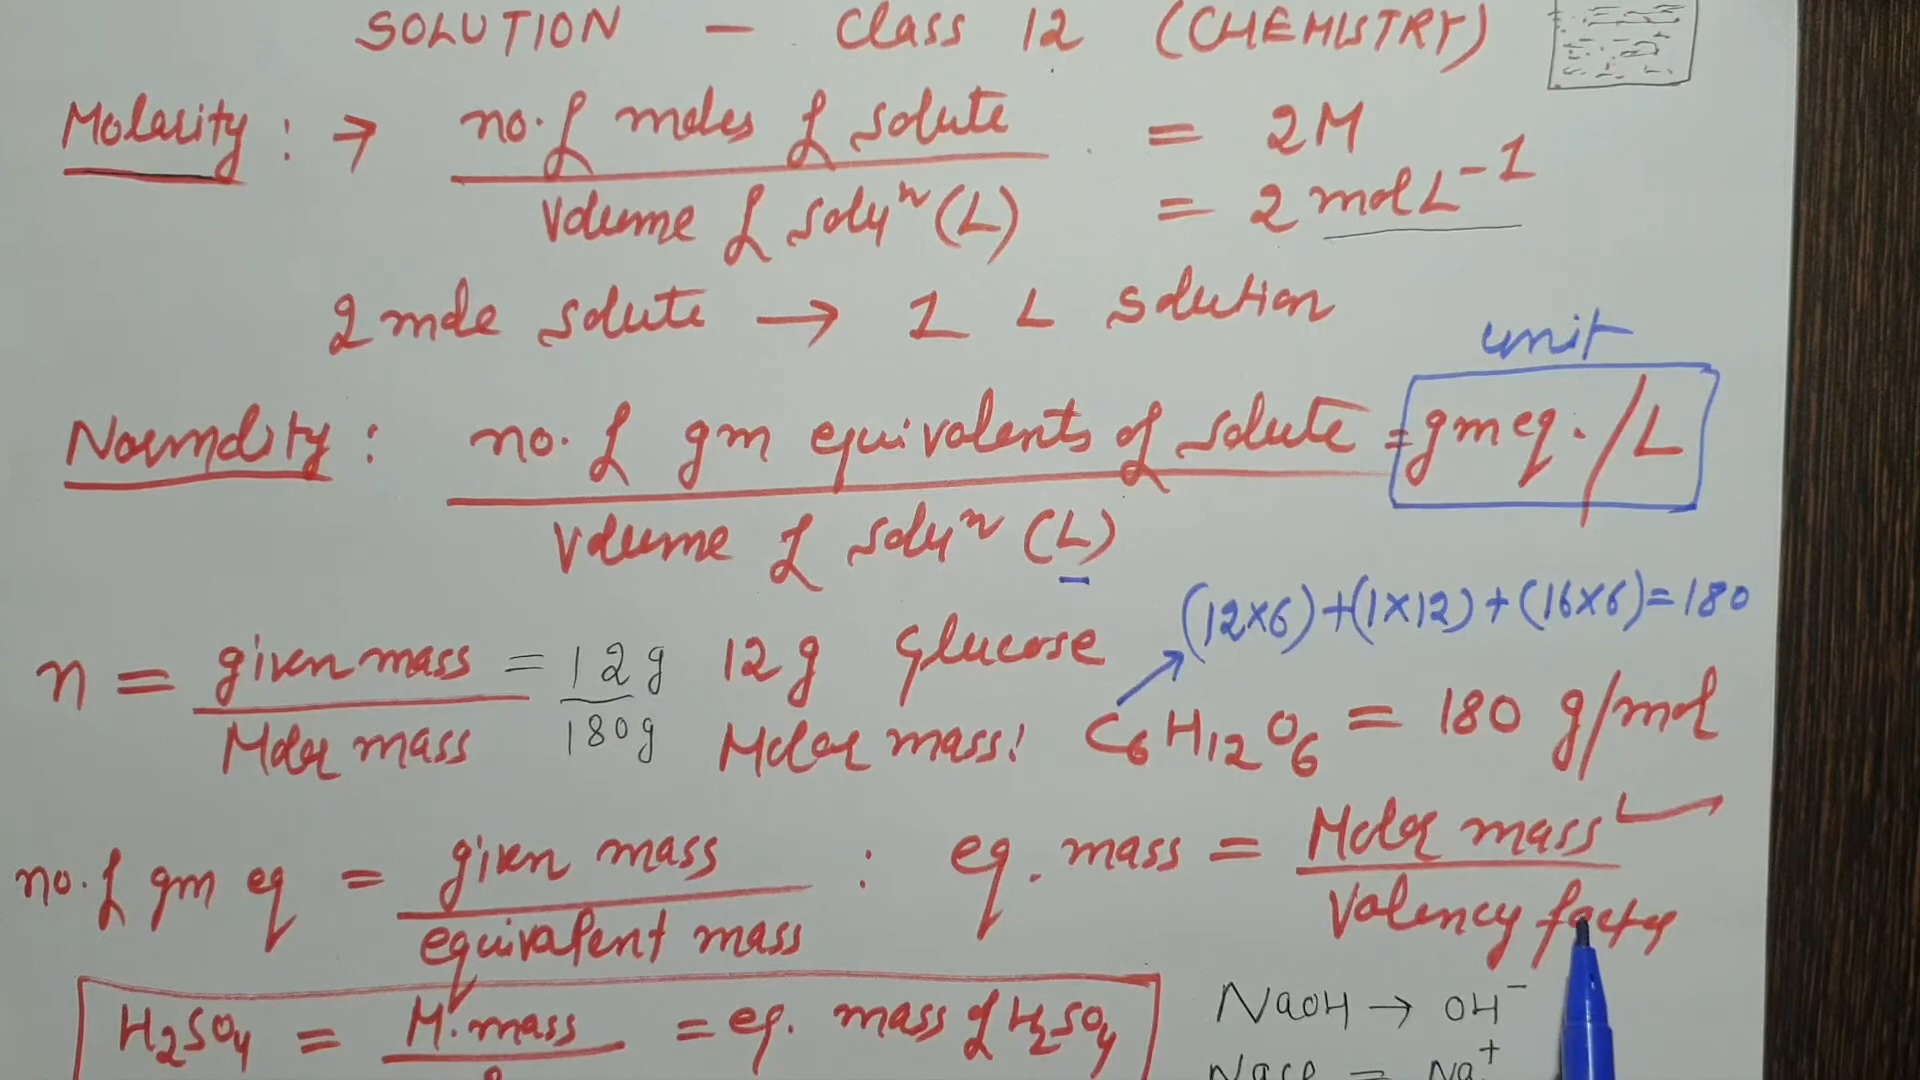 SOLUTION - Class 12 (CHEMISTRY)
Molarity: → no. of moles of solute = 2M
Volume of soluⁿ (L) = 2 mol L⁻¹
2 mole solute → 1 L solution
unit
Normality: no. of gm equivalents of solute = gm eq. / L
Volume of soluⁿ (L)
(12×6)+(1×12)+(16×6)=180
n = given mass = 12g 12g Glucose
Molar mass 180g Molar mass: C₆H₁₂O₆ = 180 g/mol
no. of gm eq = given mass : eq. mass = Molar mass
equivalent mass Valency factor
H₂SO₄ = M. mass = eq. mass of H₂SO₄
NaOH → OH⁻
= Na⁺